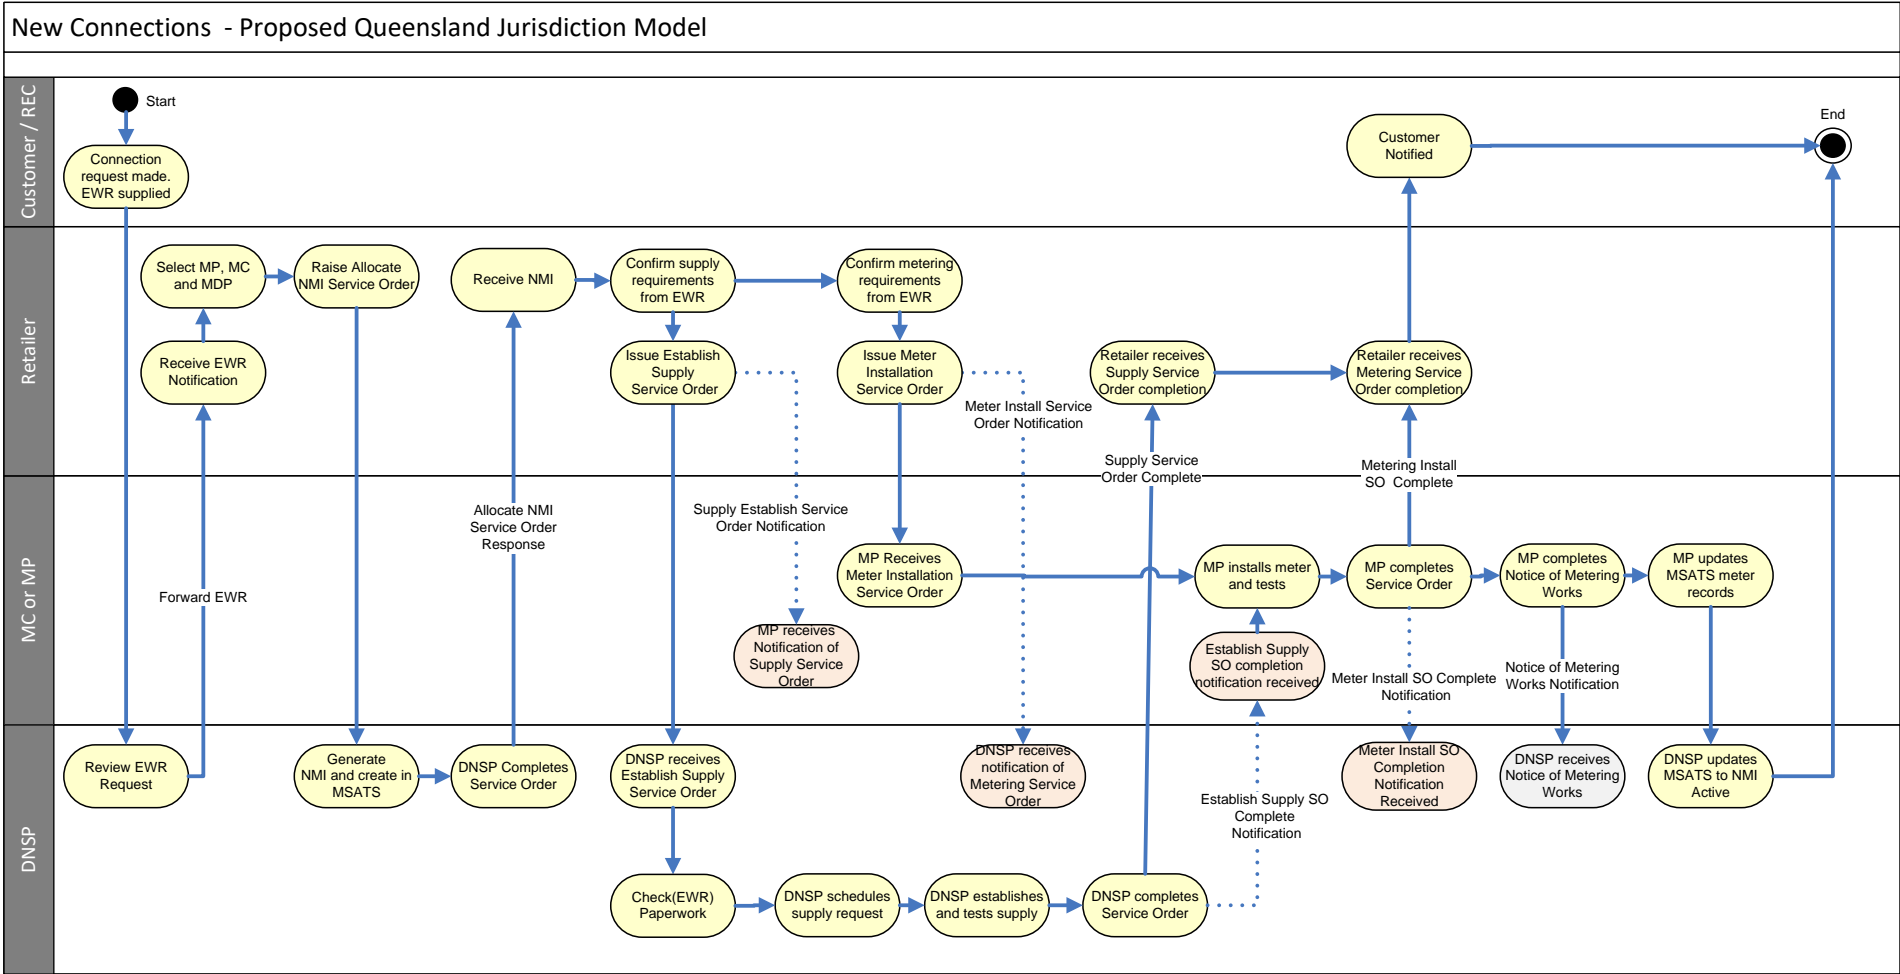 New Connections  - Proposed Queensland Jurisdiction Model
Customer / REC
Start
Connection
request made.
EWR supplied
Customer
Notified
End
Retailer
Select MP, MC
and MDP
Raise Allocate
NMI Service Order
Receive NMI
Confirm supply
requirements
from EWR
Confirm metering
requirements
from EWR
Receive EWR
Notification
Issue Establish
Supply
Service Order
Issue Meter
Installation
Service Order
Meter Install Service
Order Notification
Retailer receives
Supply Service
Order completion
Retailer receives
Metering Service
Order completion
Supply Service
Order Complete
Metering Install
SO  Complete
MC or MP
Forward EWR
Allocate NMI
Service Order
Response
Supply Establish Service
Order Notification
MP Receives
Meter Installation
Service Order
MP installs meter
and tests
MP completes
Service Order
MP completes
Notice of Metering
Works
MP updates
MSATS meter
records
MP receives
Notification of
Supply Service
Order
Establish Supply
SO completion
notification received
Meter Install SO Complete
Notification
Notice of Metering
Works Notification
DNSP
Review EWR
Request
Generate
NMI and create in
MSATS
DNSP Completes
Service Order
DNSP receives
Establish Supply
Service Order
DNSP receives
notification of
Metering Service
Order
Establish Supply SO
Complete
Notification
Meter Install SO
Completion
Notification
Received
DNSP receives
Notice of Metering
Works
DNSP updates
MSATS to NMI
Active
Check(EWR)
Paperwork
DNSP schedules
supply request
DNSP establishes
and tests supply
DNSP completes
Service Order